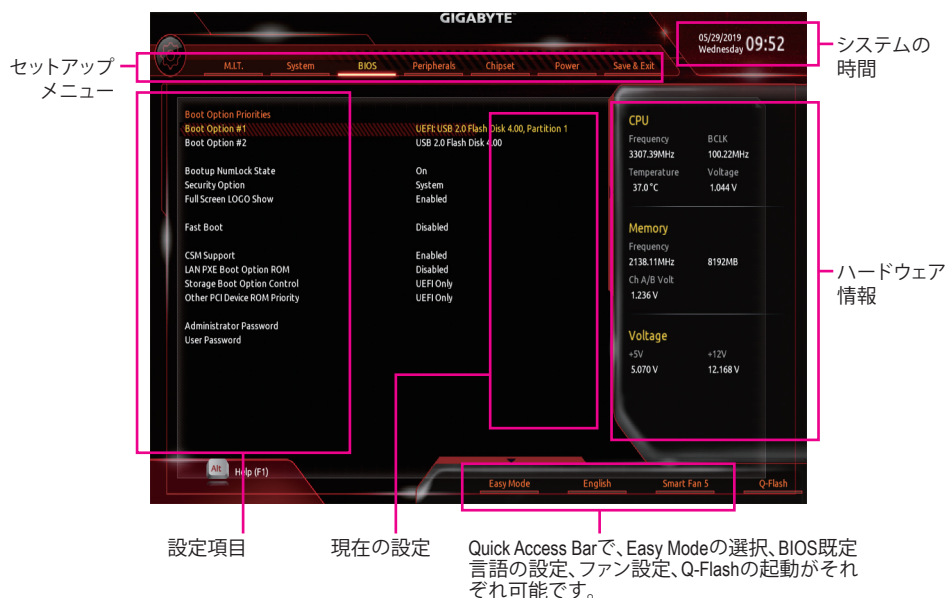 GIGABYTE
05/29/2019
Wednesday 09:52
システムの
時間
セットアップ
メニュー
M.I.T. System BIOS Peripherals Chipset Power Save & Exit
Boot Option Priorities
Boot Option #1 UEFI: USB 2.0 Flash Disk 4.00, Partition 1
Boot Option #2 USB 2.0 Flash Disk 4.00
Bootup NumLock State On
Security Option System
Full Screen LOGO Show Enabled
Fast Boot Disabled
CSM Support Enabled
LAN PXE Boot Option ROM Disabled
Storage Boot Option Control UEFI Only
Other PCI Device ROM Priority UEFI Only
Administrator Password
User Password
CPU
Frequency BCLK
3307.39MHz 100.22MHz
Temperature Voltage
37.0 °C 1.044 V
Memory
Frequency
2138.11MHz 8192MB
Ch A/B Volt
1.236 V
Voltage
+5V +12V
5.070 V 12.168 V
ハードウェア
情報
Alt Help (F1)
Easy Mode English Smart Fan 5 Q-Flash
設定項目
現在の設定
Quick Access Barで、Easy Modeの選択、BIOS既定
言語の設定、ファン設定、Q-Flashの起動がそれ
ぞれ可能です。